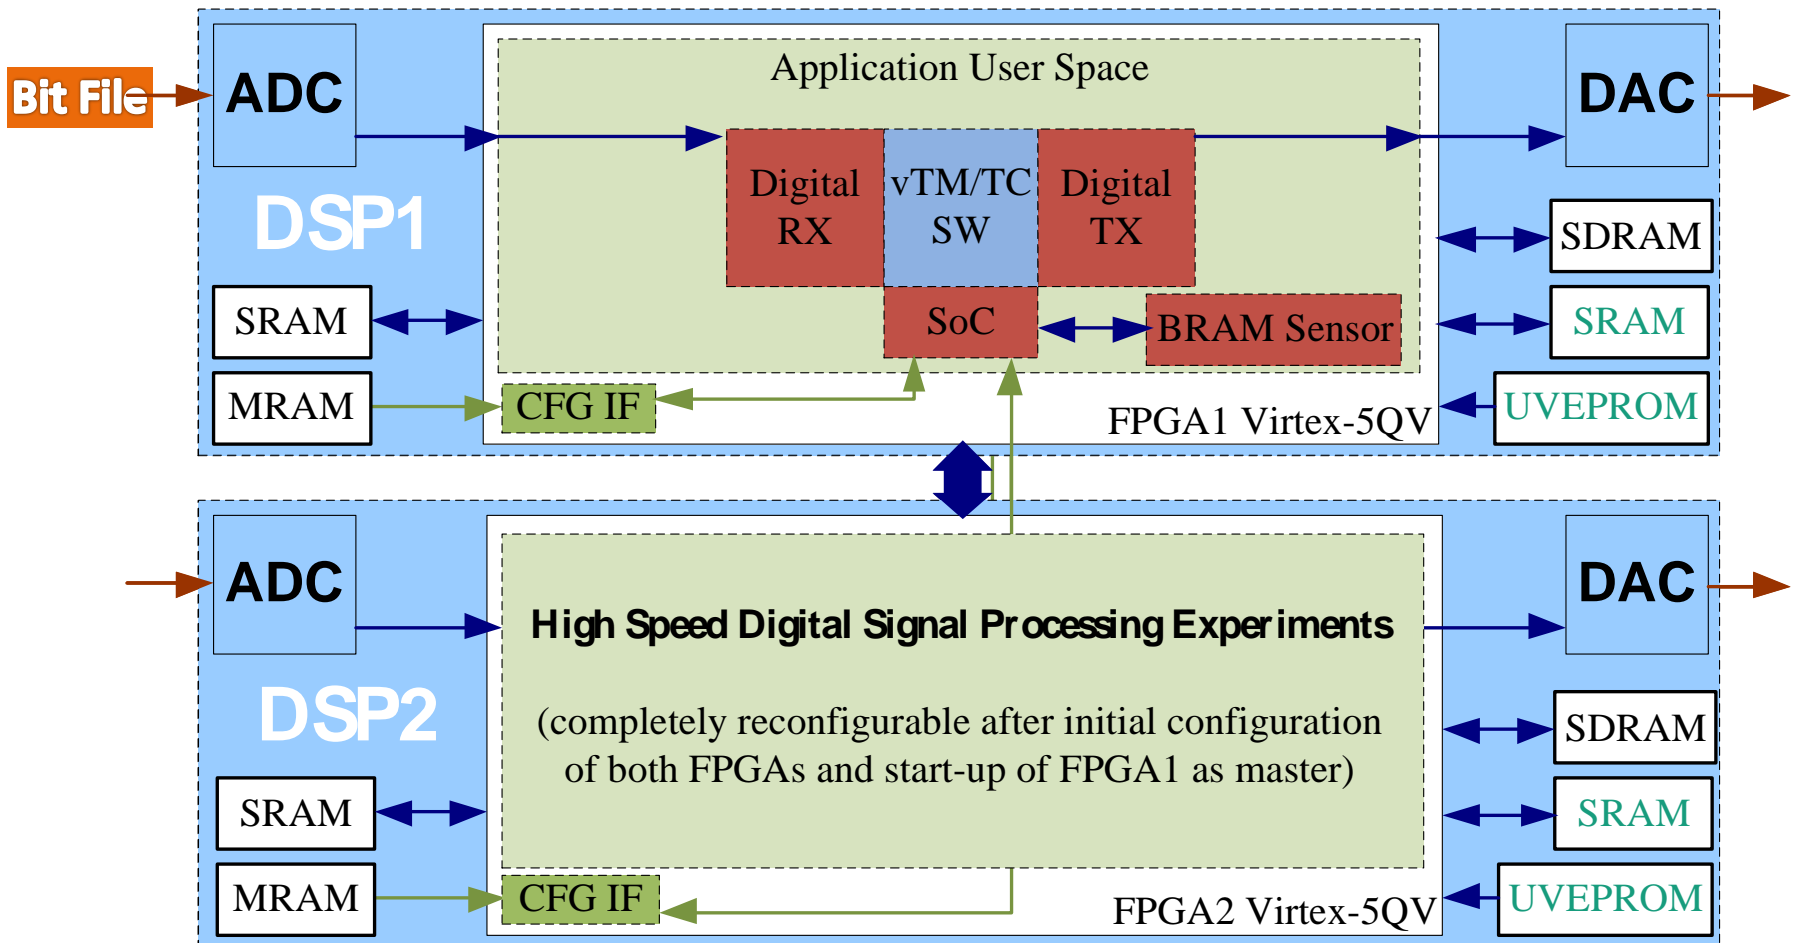 Bit File
ADC
Application User Space
DAC
Digital
RX
vTM/TC
SW
Digital
TX
DSP1
SDRAM
SRAM
SoC
BRAM Sensor
SRAM
MRAM
CFG IF
FPGA1 Virtex-5QV
UVEPROM
ADC
DAC
High Speed Digital Signal Processing Experiments
DSP2
(completely reconfigurable after initial configuration
of both FPGAs and start-up of FPGA1 as master)
SDRAM
SRAM
SRAM
MRAM
CFG IF
FPGA2 Virtex-5QV
UVEPROM